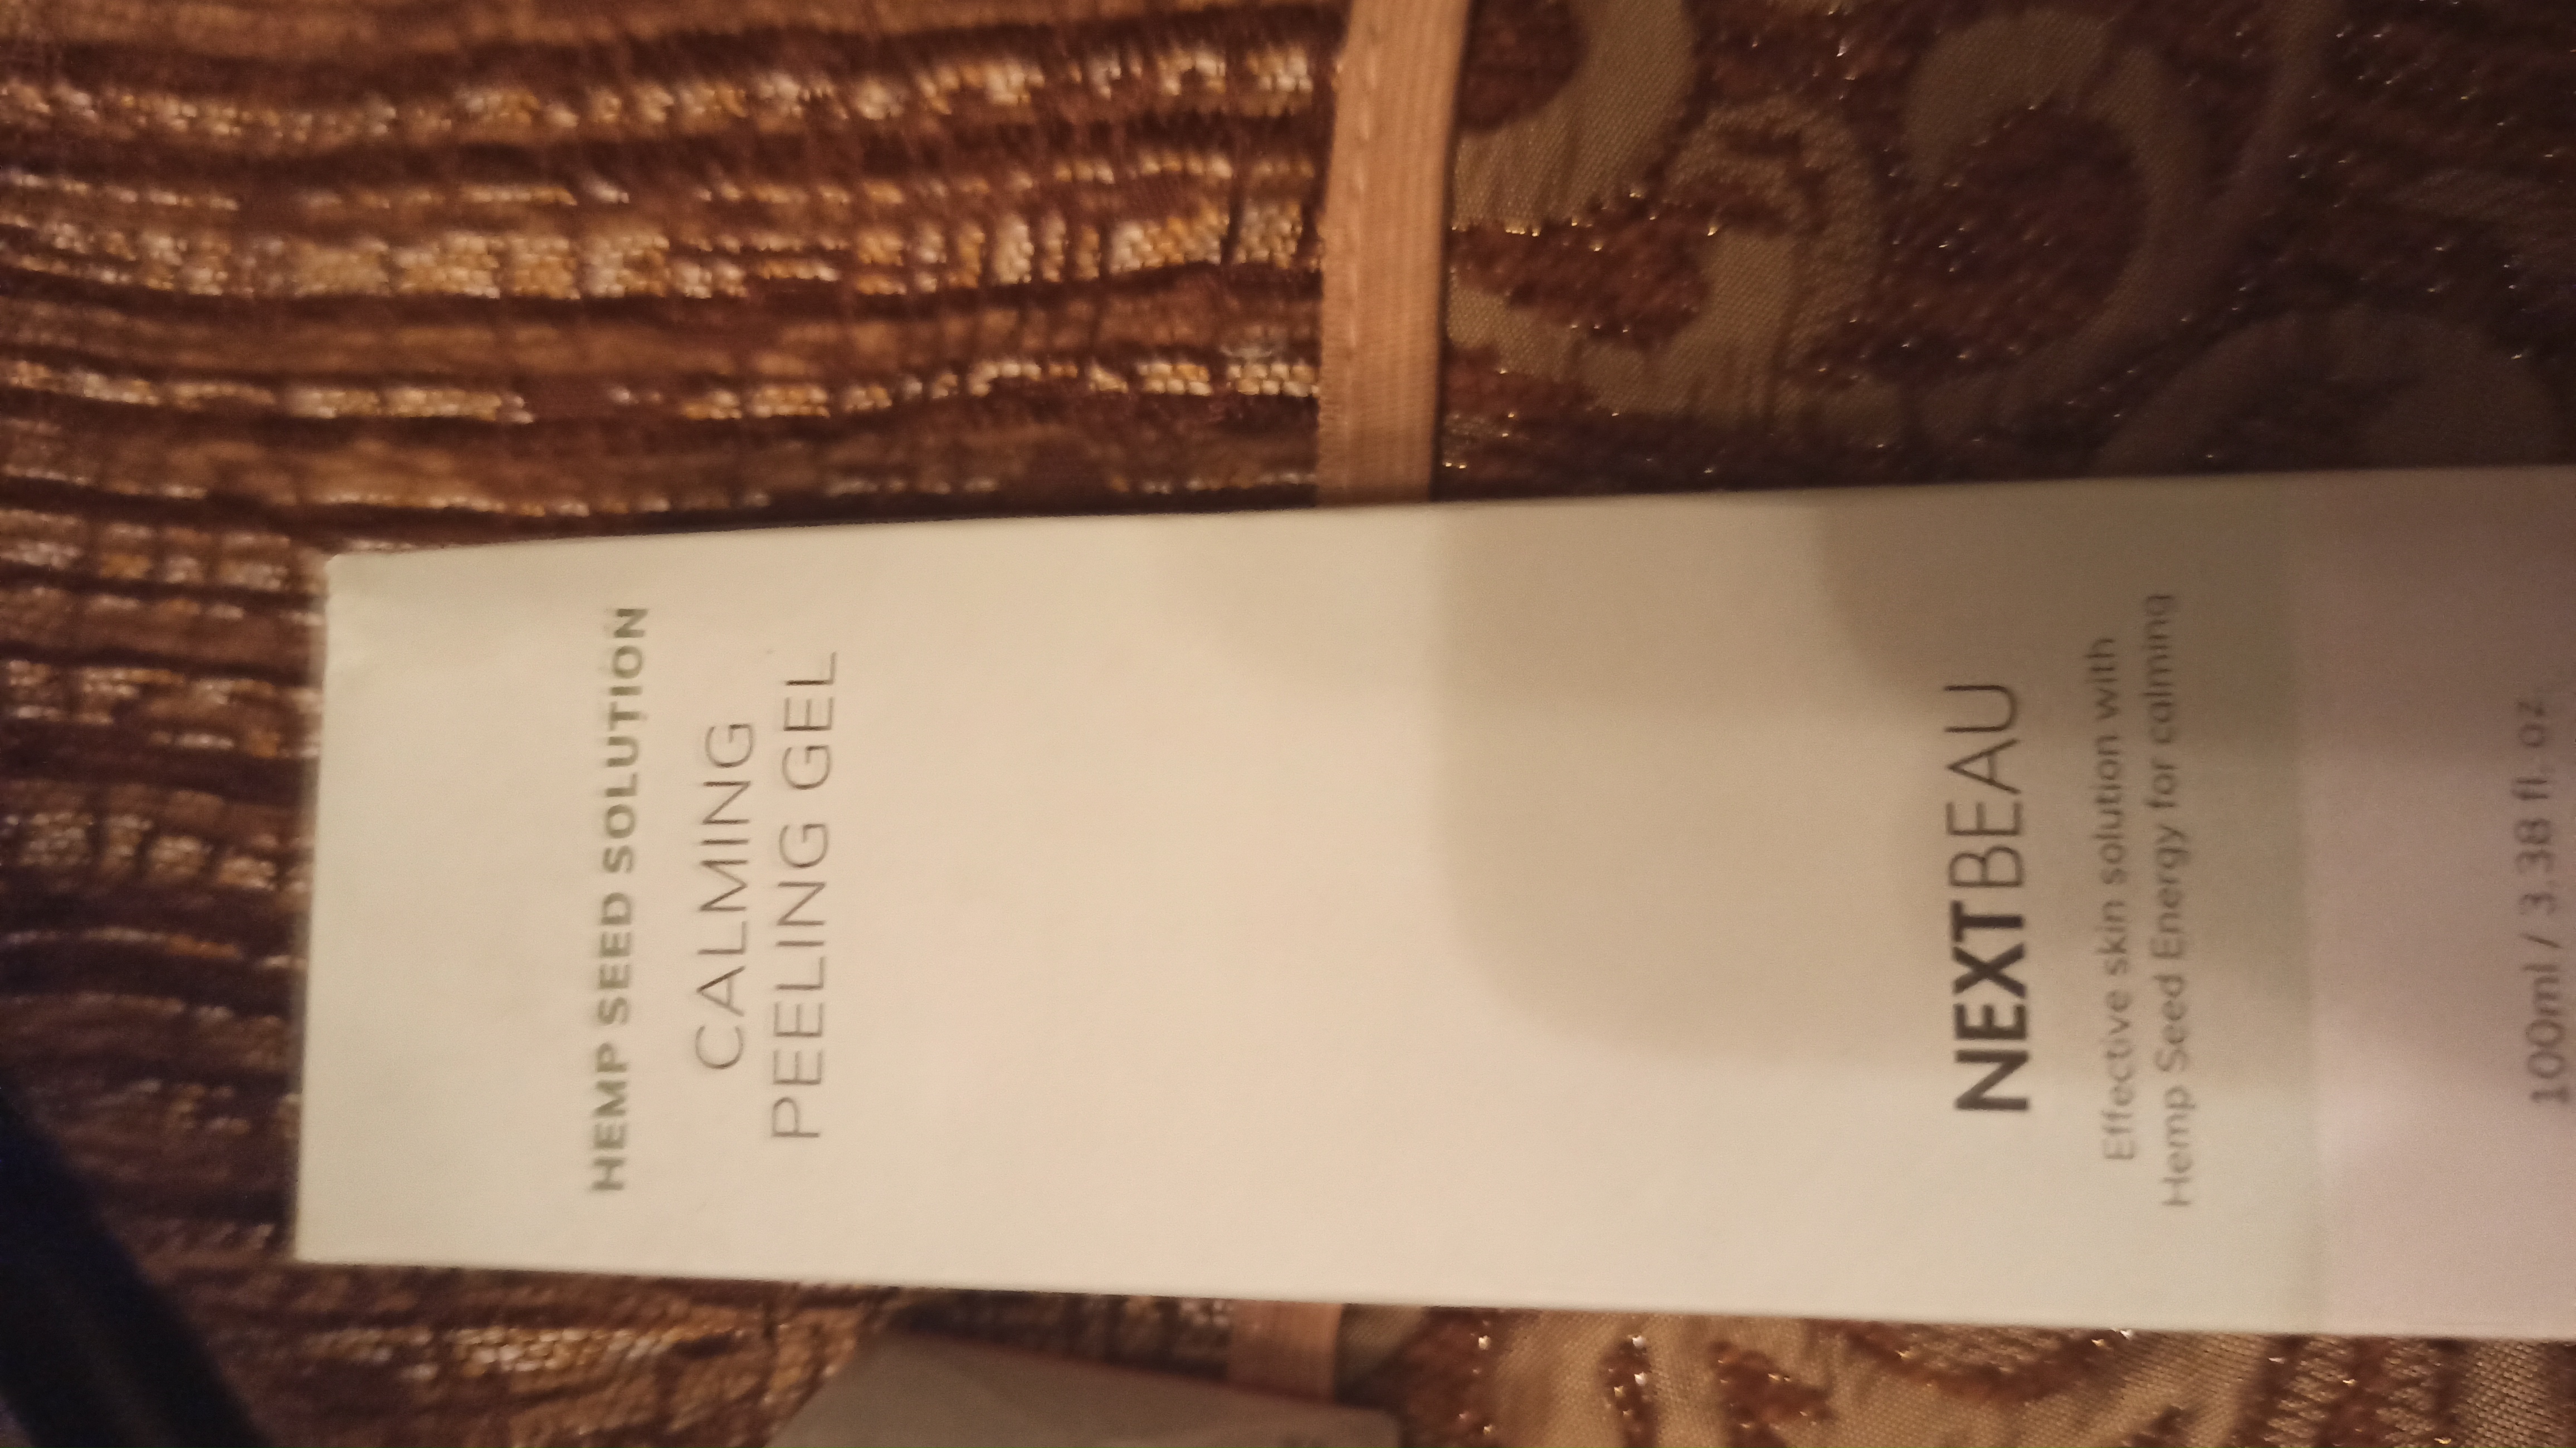 HEMP SEED SOLUTION
CALMING
PEELING GEL
NEXTBEAU
Effective skin solution with
Hemp Seed Energy for calming
100ml / 3.38 fl. oz